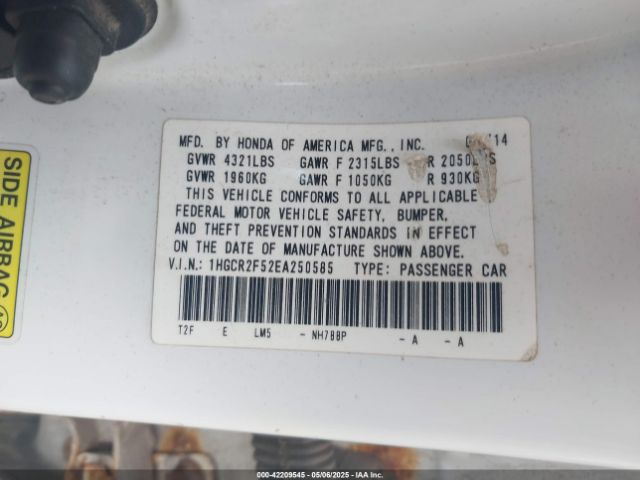 MFD. BY HONDA OF AMERICA MFG., INC.
GVWR 4321LBS GAWR F 2315LBS R
GVWR 1960KG GAWR F 1050KG R 930KG
THIS VEHICLE CONFORMS TO ALL APPLICABLE
FEDERAL MOTOR VEHICLE SAFETY, BUMPER,
AND THEFT PREVENTION STANDARDS IN EFFECT
ON THE DATE OF MANUFACTURE SHOWN ABOVE.
V.I.N.: 1HGCR2F52EA250585 TYPE: PASSENGER CAR
T2F E LM5 - NH788P - A - A
SIDE AIRBAG
000-42209545 - 05/06/2025 - IAA Inc.